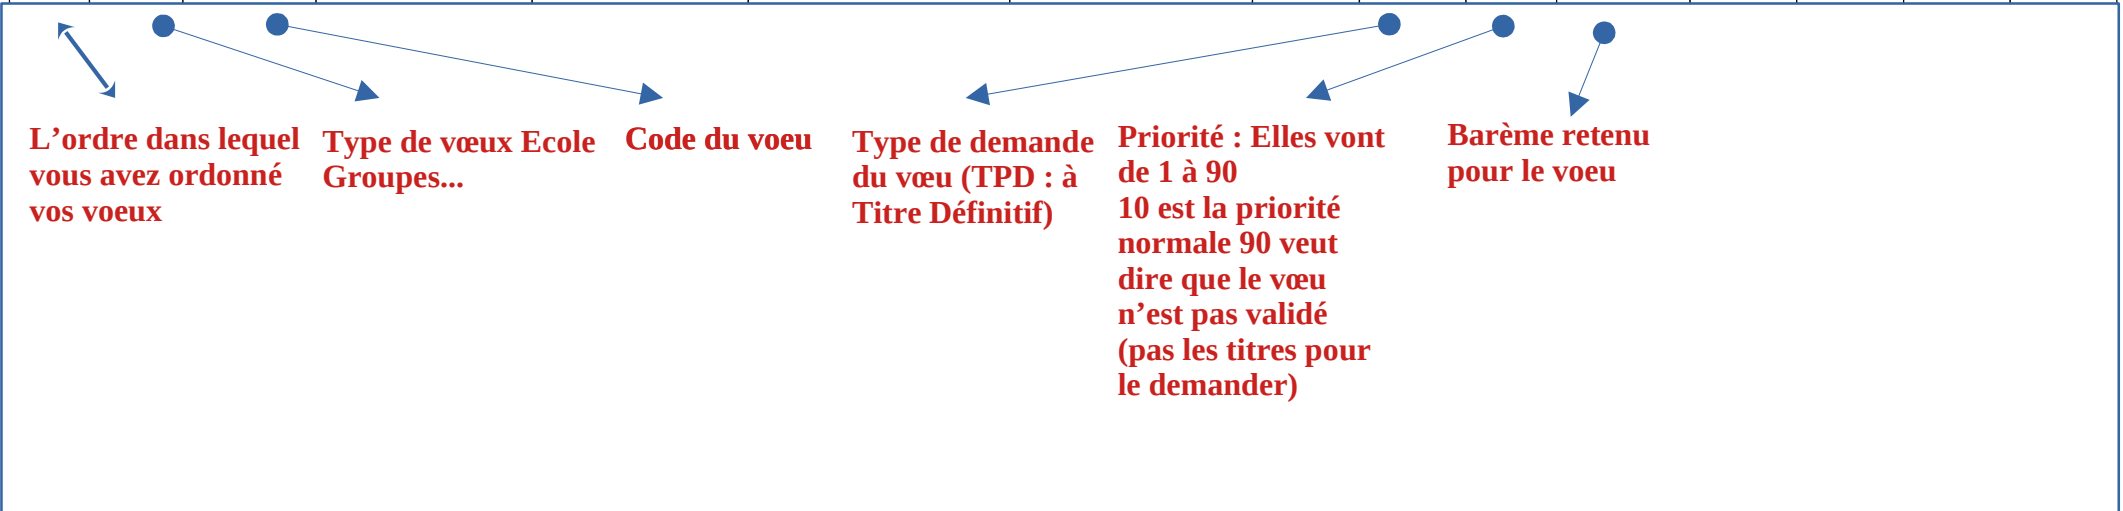 L’ordre dans lequel
vous avez ordonné
vos voeux
Type de vœux Ecole
Groupes...
Code du voeu
Type de demande
du vœu (TPD : à
Titre Définitif)
Priorité : Elles vont
de 1 à 90
10 est la priorité
normale 90 veut
dire que le vœu
n’est pas validé
(pas les titres pour
le demander)
Barème retenu
pour le voeu